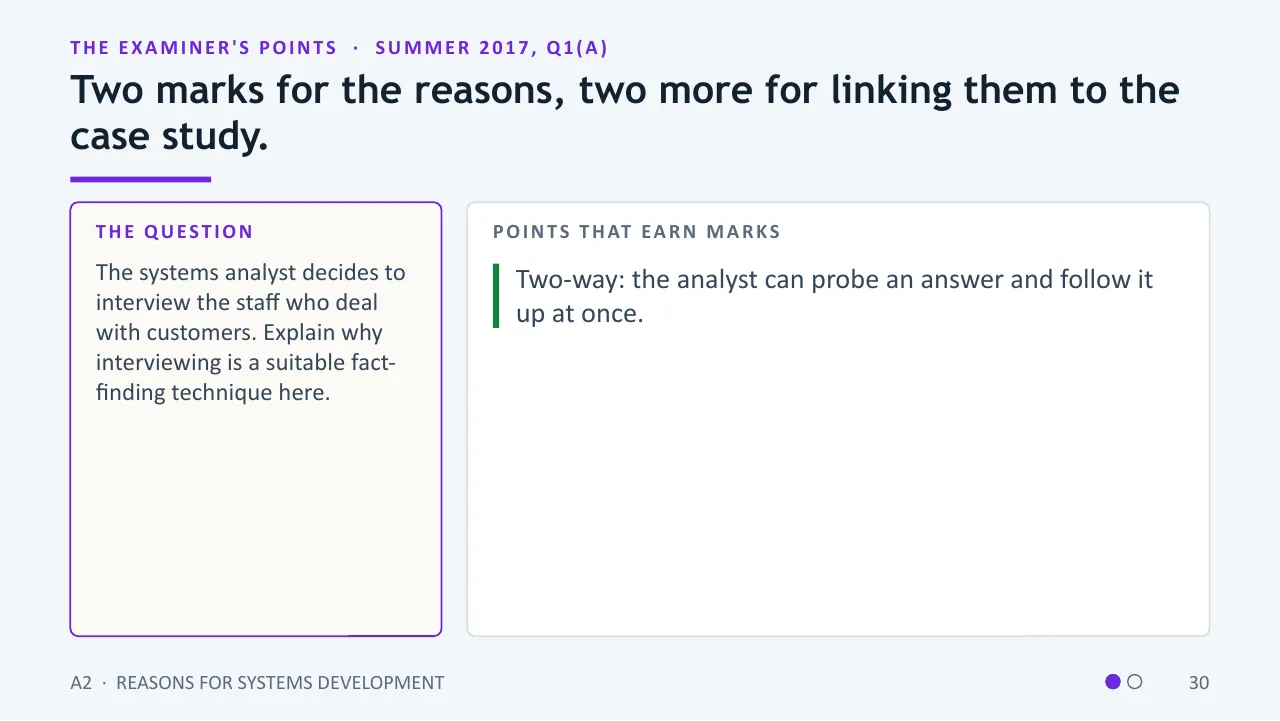 THE EXAMINER'S POINTS · SUMMER 2017, Q1(A)
Two marks for the reasons, two more for linking them to the
case study.
THE QUESTION
The systems analyst decides to
interview the staff who deal
with customers. Explain why
interviewing is a suitable fact-
finding technique here.
POINTS THAT EARN MARKS
Two-way: the analyst can probe an answer and follow it
up at once.
A2 · REASONS FOR SYSTEMS DEVELOPMENT
30